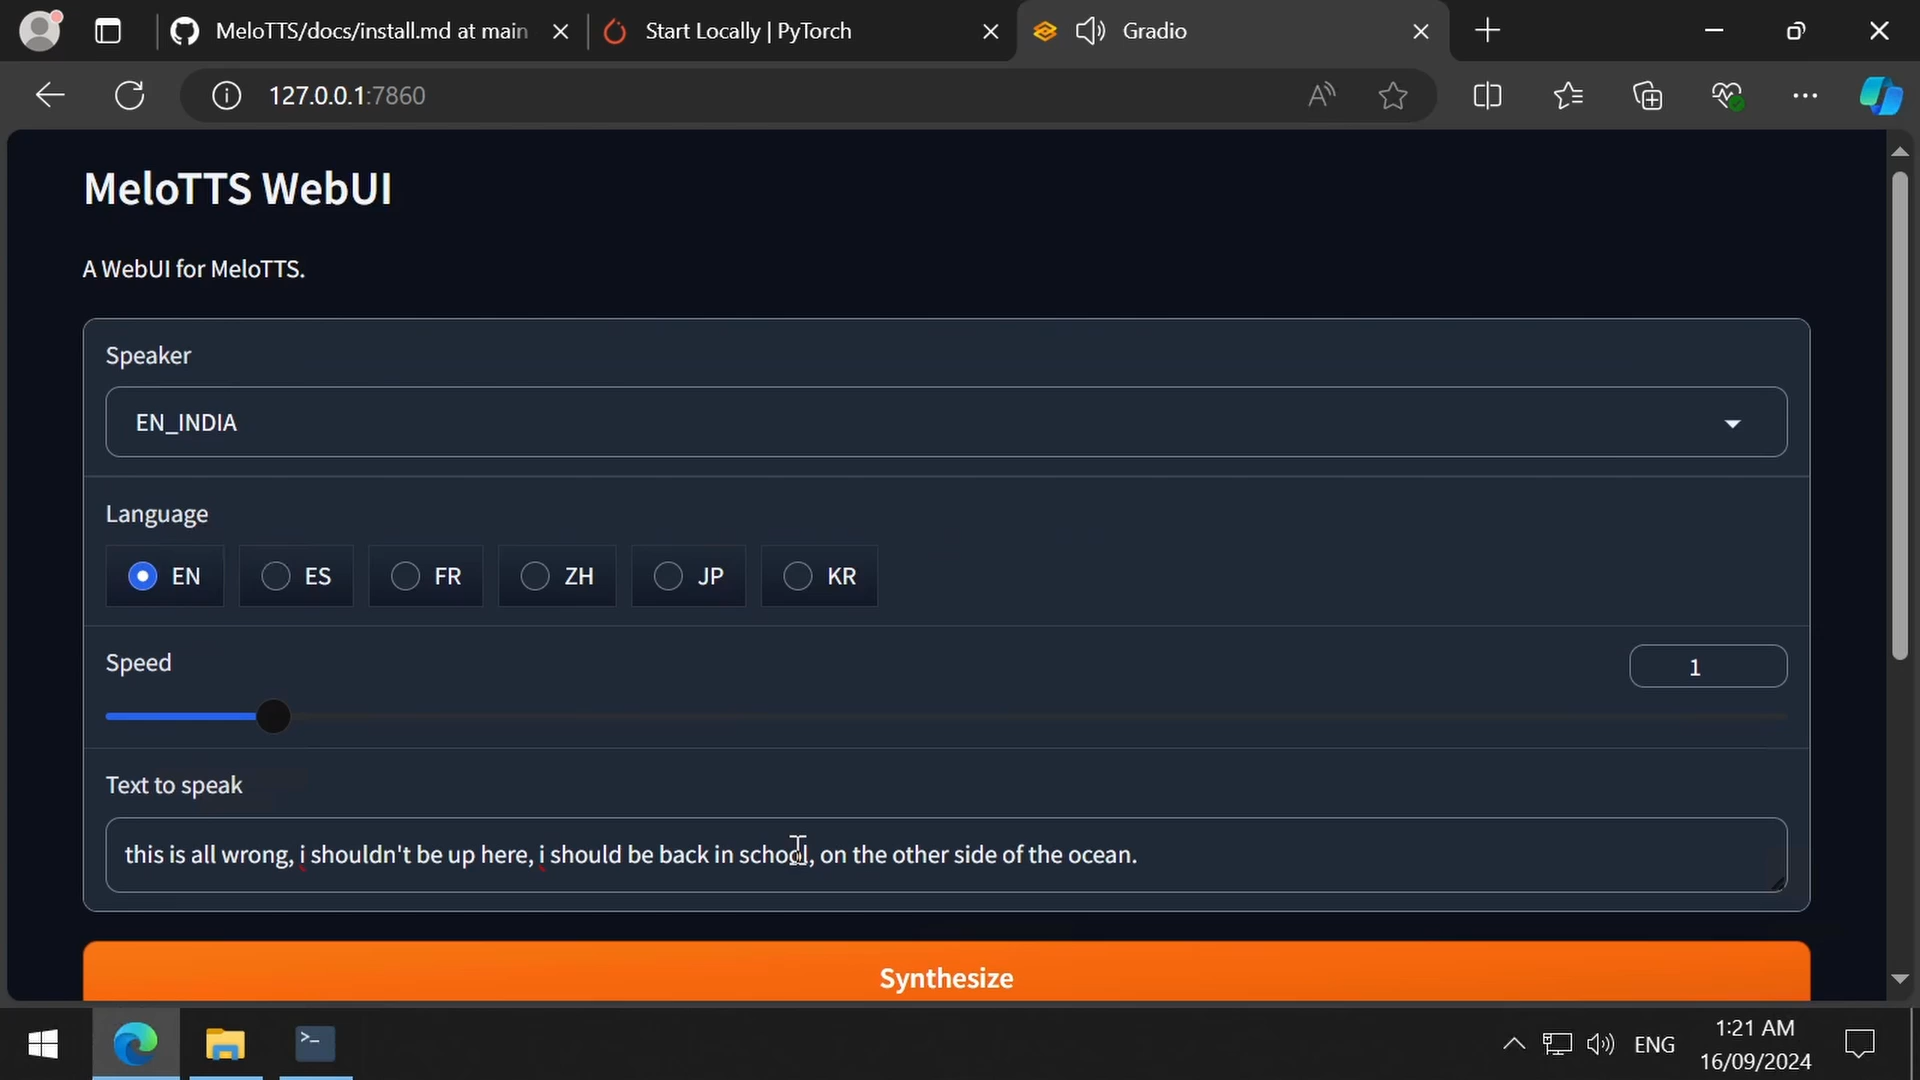 MeloTTS/docs/install.md at main
Start Locally | PyTorch
Gradio
127.0.0.1:7860
MeloTTS WebUI
A WebUI for MeloTTS.
Speaker
EN_INDIA
Language
EN ES FR ZH JP KR
Speed
1
Text to speak
this is all wrong, i shouldn't be up here, i should be back in school, on the other side of the ocean.
Synthesize
ENG
1:21 AM
16/09/2024